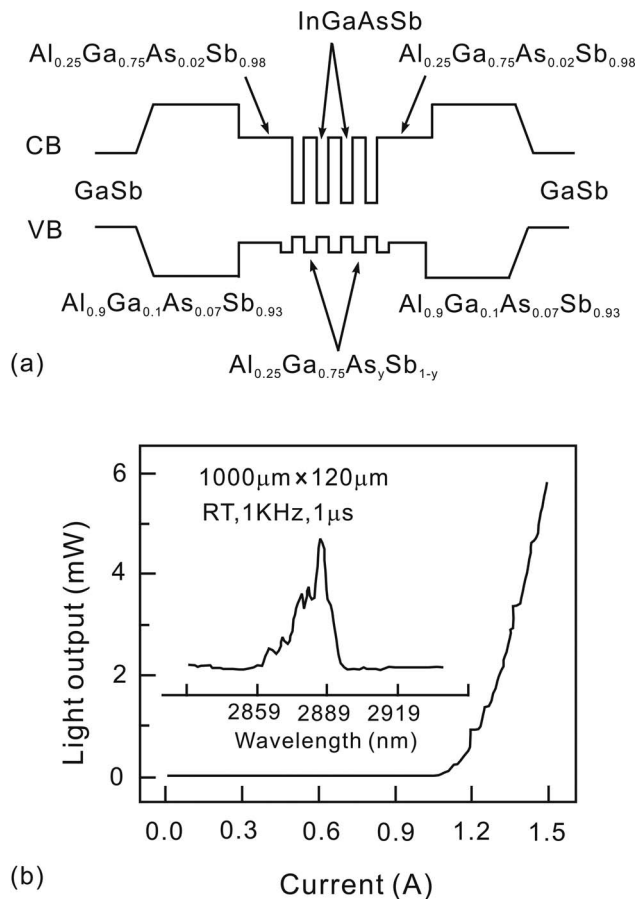 InGaAsSb
Al₀.₂₅Ga₀.₇₅As₀.₀₂Sb₀.₉₈ Al₀.₂₅Ga₀.₇₅As₀.₀₂Sb₀.₉₈
CB
GaSb GaSb
VB
Al₀.₉Ga₀.₁As₀.₀₇Sb₀.₉₃ Al₀.₉Ga₀.₁As₀.₀₇Sb₀.₉₃
(a)
Al₀.₂₅Ga₀.₇₅AsySb₁₋y
6
1000μm×120μm
RT,1KHz,1μs
4
2
2859 2889 2919
Wavelength (nm)
0
Light output (mW)
0.0 0.3 0.6 0.9 1.2 1.5
(b)
Current (A)